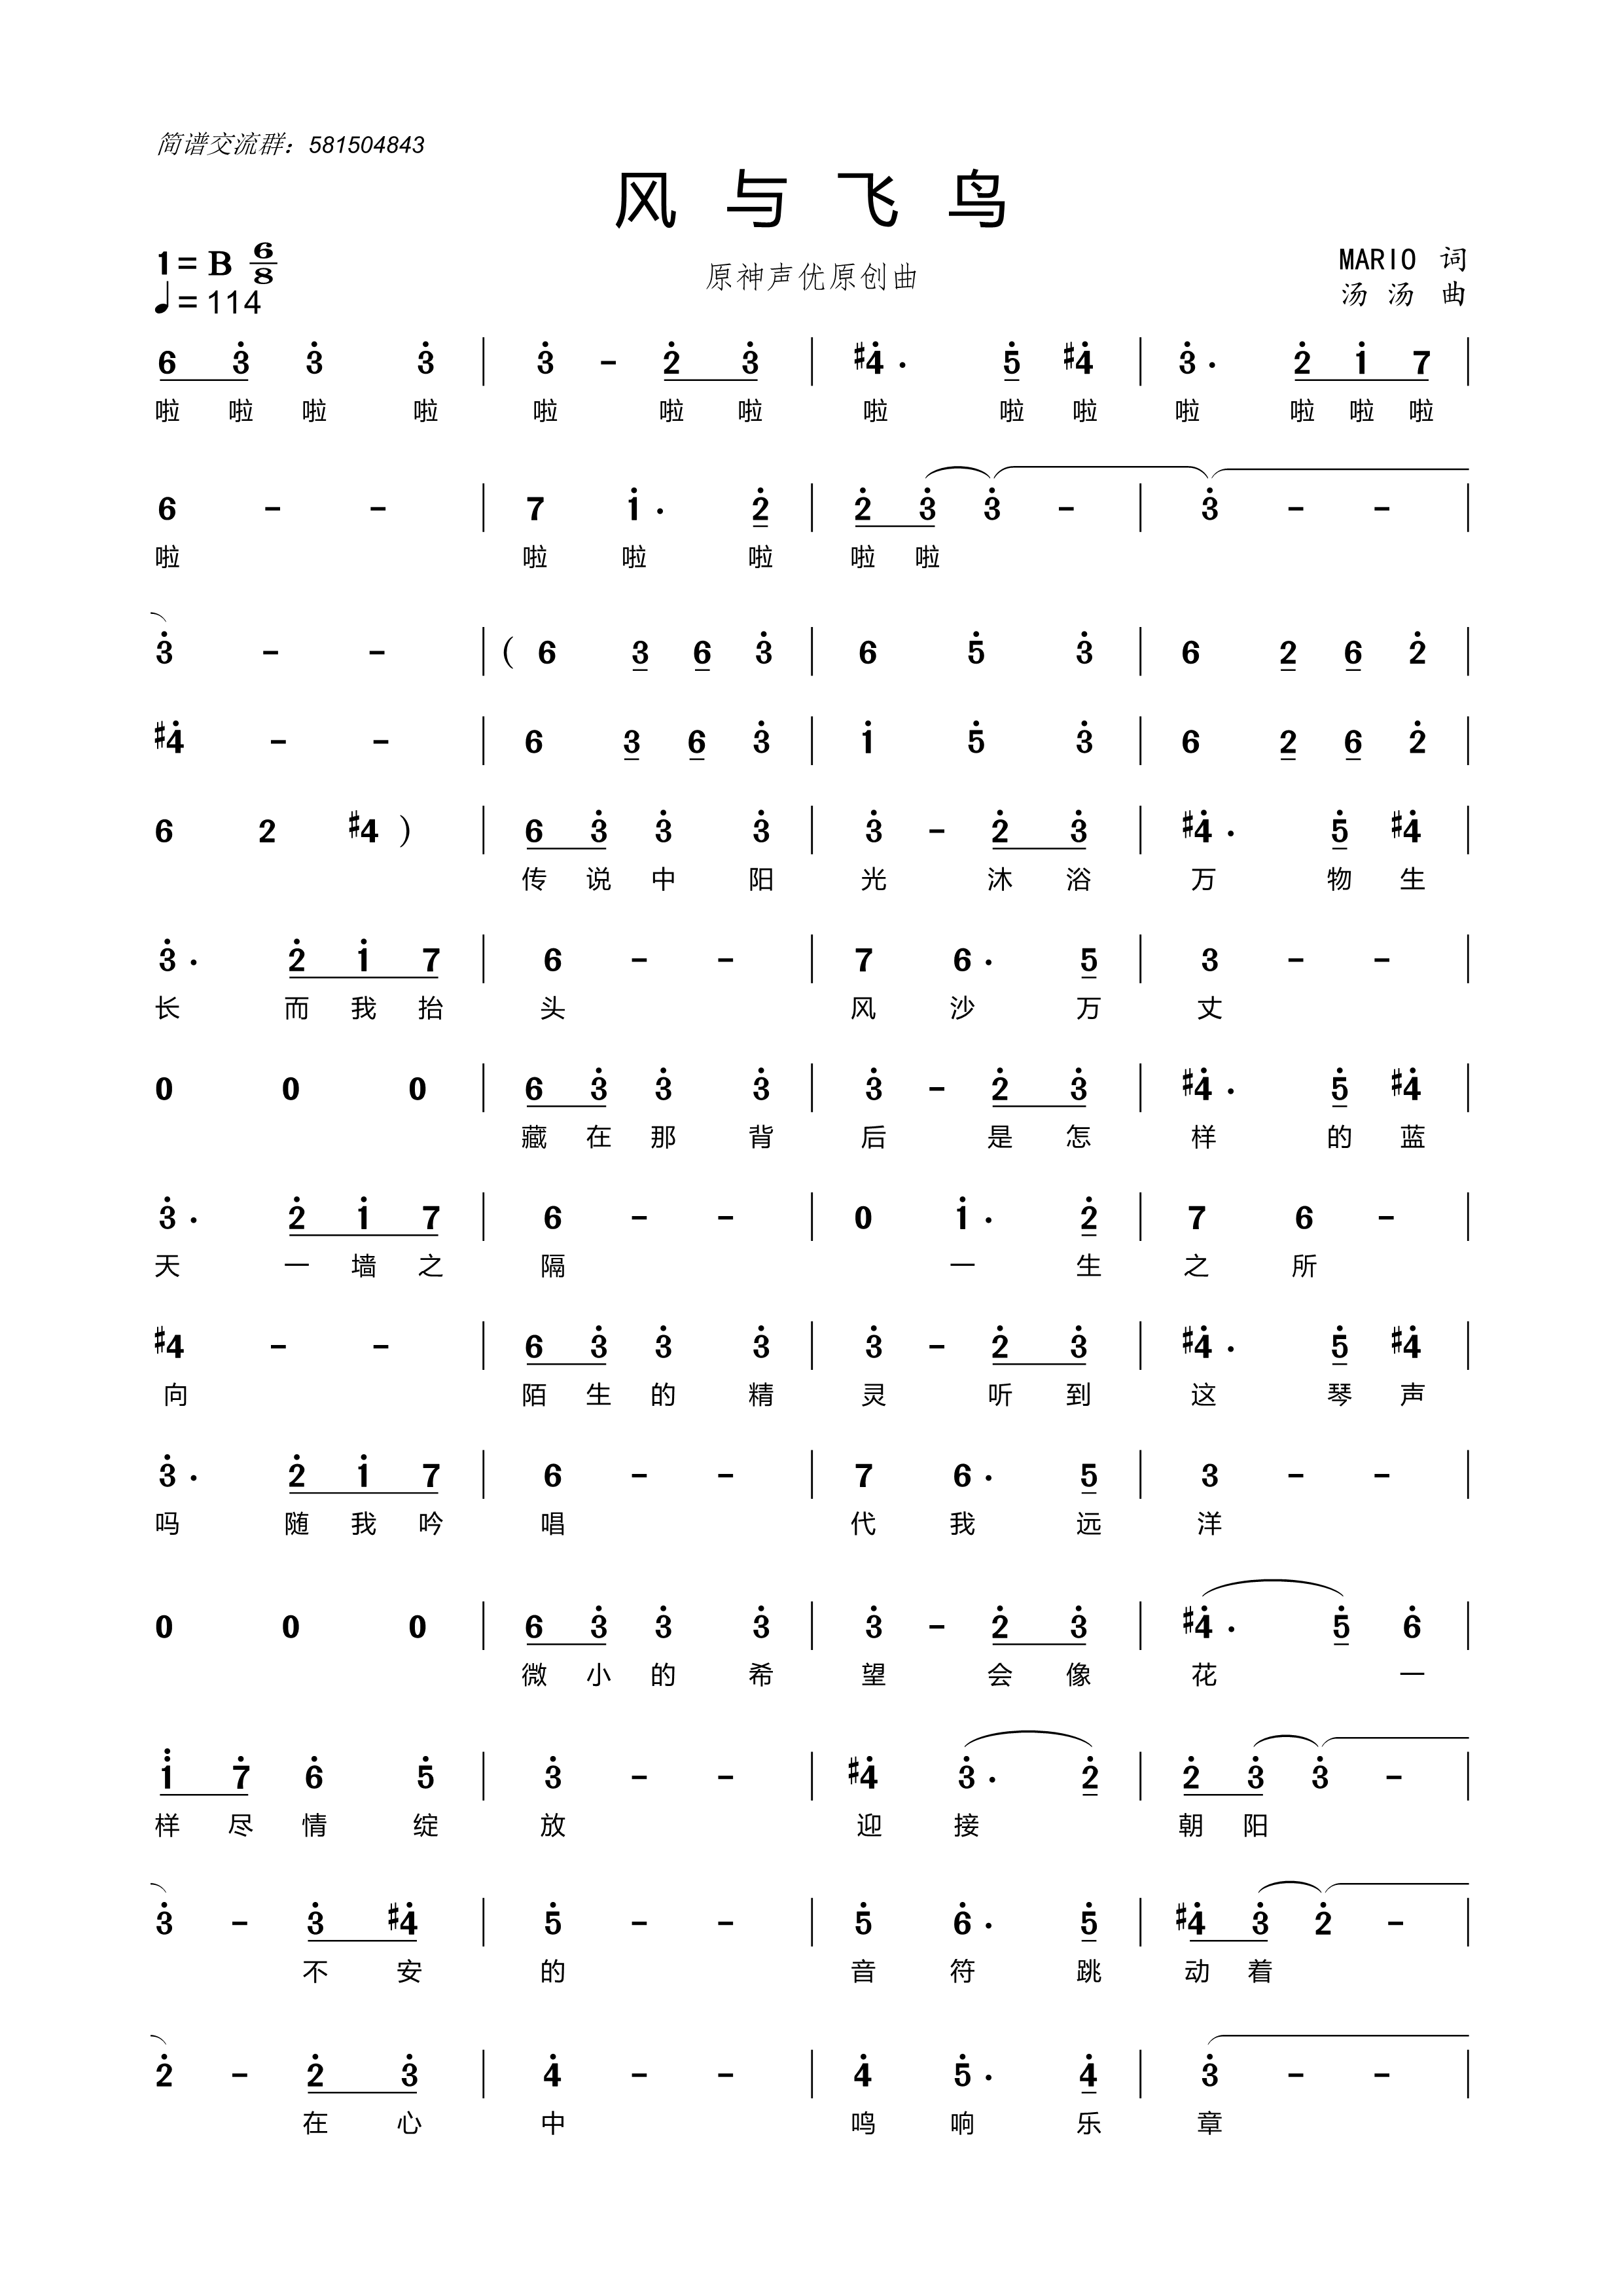 简谱交流群：581504843
风与飞鸟
1=B 6/8
原神声优原创曲
MARIO 词
♩=114
汤汤 曲
6 3̇ 3̇ 3̇ | 3̇ - 2̇ 3̇ | #4̇. 5̇ #4̇ | 3̇. 2̇ 1̇ 7 |
啦 啦 啦 啦 啦 啦 啦 啦 啦 啦 啦 啦 啦 啦
6 - - | 7 1̇. 2̇ | 2̇ 3̇ 3̇ - | 3̇ - - |
啦 啦 啦 啦 啦 啦
3̇ - - | (6 3 6 3̇ | 6 5̇ 3̇ | 6 2 6 2̇ |
#4̇ - - | 6 3 6 3̇ | 1̇ 5̇ 3̇ | 6 2 6 2̇ |
6 2 #4) | 6 3̇ 3̇ 3̇ | 3̇ - 2̇ 3̇ | #4̇. 5̇ #4̇ |
传 说 中 阳 光 沐 浴 万 物 生
3̇. 2̇ 1̇ 7 | 6 - - | 7 6. 5 | 3 - - |
长 而 我 抬 头 风 沙 万 丈
0 0 0 | 6 3̇ 3̇ 3̇ | 3̇ - 2̇ 3̇ | #4̇. 5̇ #4̇ |
藏 在 那 背 后 是 怎 样 的 蓝
3̇. 2̇ 1̇ 7 | 6 - - | 0 1̇. 2̇ | 7 6 - |
天 一 墙 之 隔 一 生 之 所
#4 - - | 6 3̇ 3̇ 3̇ | 3̇ - 2̇ 3̇ | #4̇. 5̇ #4̇ |
向 陌 生 的 精 灵 听 到 这 琴 声
3̇. 2̇ 1̇ 7 | 6 - - | 7 6. 5 | 3 - - |
吗 随 我 吟 唱 代 我 远 洋
0 0 0 | 6 3̇ 3̇ 3̇ | 3̇ - 2̇ 3̇ | #4̇. 5̇ 6̇ |
微 小 的 希 望 会 像 花 一
1̇̇ 7̇ 6̇ 5̇ | 3̇ - - | #4̇ 3̇. 2̇ | 2̇ 3̇ 3̇ - |
样 尽 情 绽 放 迎 接 朝 阳
3̇ - 3̇ #4̇ | 5̇ - - | 5̇ 6̇. 5̇ | #4̇ 3̇ 2̇ - |
不 安 的 音 符 跳 动 着
2̇ - 2̇ 3̇ | 4̇ - - | 4̇ 5̇. 4̇ | 3̇ - - |
在 心 中 鸣 响 乐 章